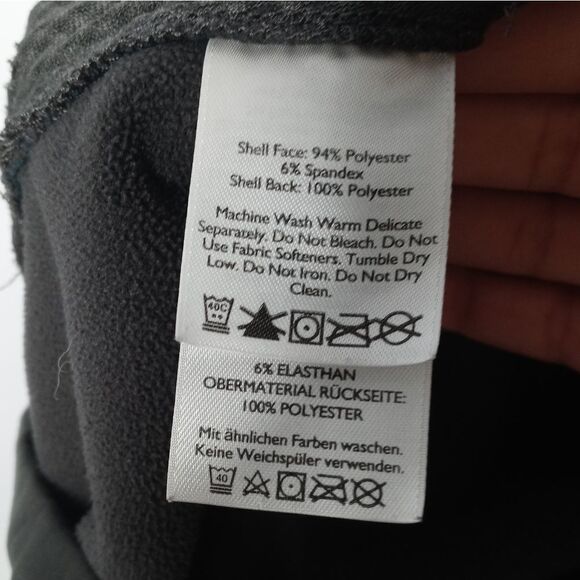 Shell Face: 94% Polyester
6% Spandex
Shell Back: 100% Polyester
Machine Wash Warm Delicate
Separately. Do Not Bleach. Do Not
Use Fabric Softeners. Tumble Dry
Low. Do Not Iron. Do Not Dry
Clean.
40C
6% ELASTHAN
OBERMATERIAL RÜCKSEITE:
100% POLYESTER
Mit ähnlichen Farben waschen.
Keine Weichspüler verwenden.
40